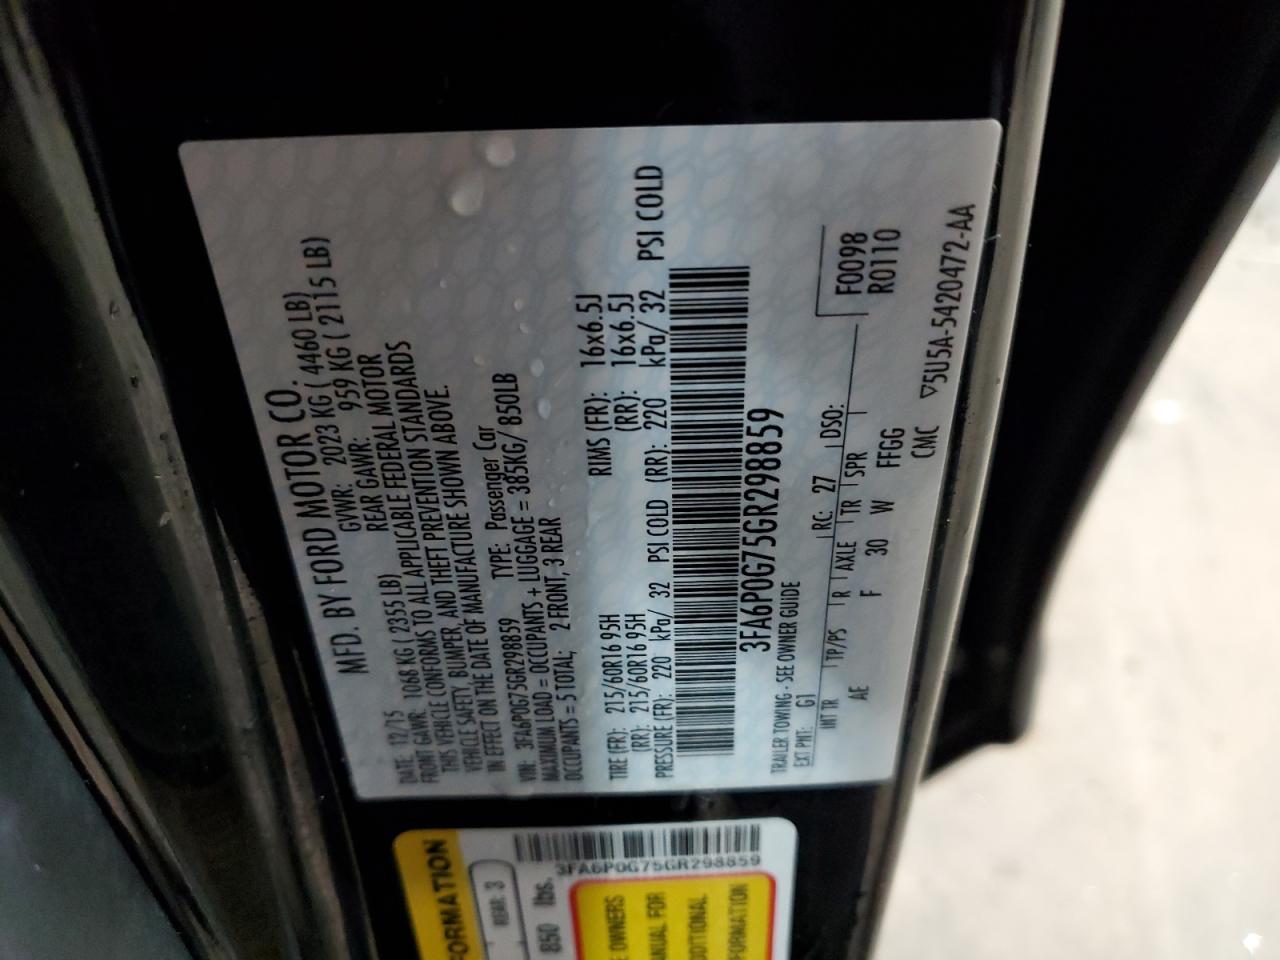 MFD. BY FORD MOTOR CO.
DATE: 12/15 GVWR: 2023 KG ( 4460 LB)
FRONT GAWR: 1068 KG ( 2355 LB) REAR GAWR: 959 KG ( 2115 LB)
THIS VEHICLE CONFORMS TO ALL APPLICABLE FEDERAL MOTOR
VEHICLE SAFETY, BUMPER, AND THEFT PREVENTION STANDARDS
IN EFFECT ON THE DATE OF MANUFACTURE SHOWN ABOVE.
VIN: 3FA6P0G75GR298859 TYPE: Passenger Car
MAXIMUM LOAD = OCCUPANTS + LUGGAGE = 385KG/ 850LB
OCCUPANTS = 5 TOTAL; 2 FRONT, 3 REAR
TIRE (FR): 215/60R16 95H RIMS (FR): 16x6.5J
(RR): 215/60R16 95H (RR): 16x6.5J
PRESSURE (FR): 220 kPa/ 32 PSI COLD (RR): 220 kPa/ 32 PSI COLD
3FA6P0G75GR298859
TRAILER TOWING - SEE OWNER GUIDE
F0098
R0110
EXT PNT: G1 RC: 27 DSO:
INT TR TP/PS R AXLE TR SPR
AE F 30 W FFGG
CMC ▽5U5A-5420472-AA
FORMATION
REAR: 3
850 lbs.
3FA6P0G75GR298859
OWNERS
FOR